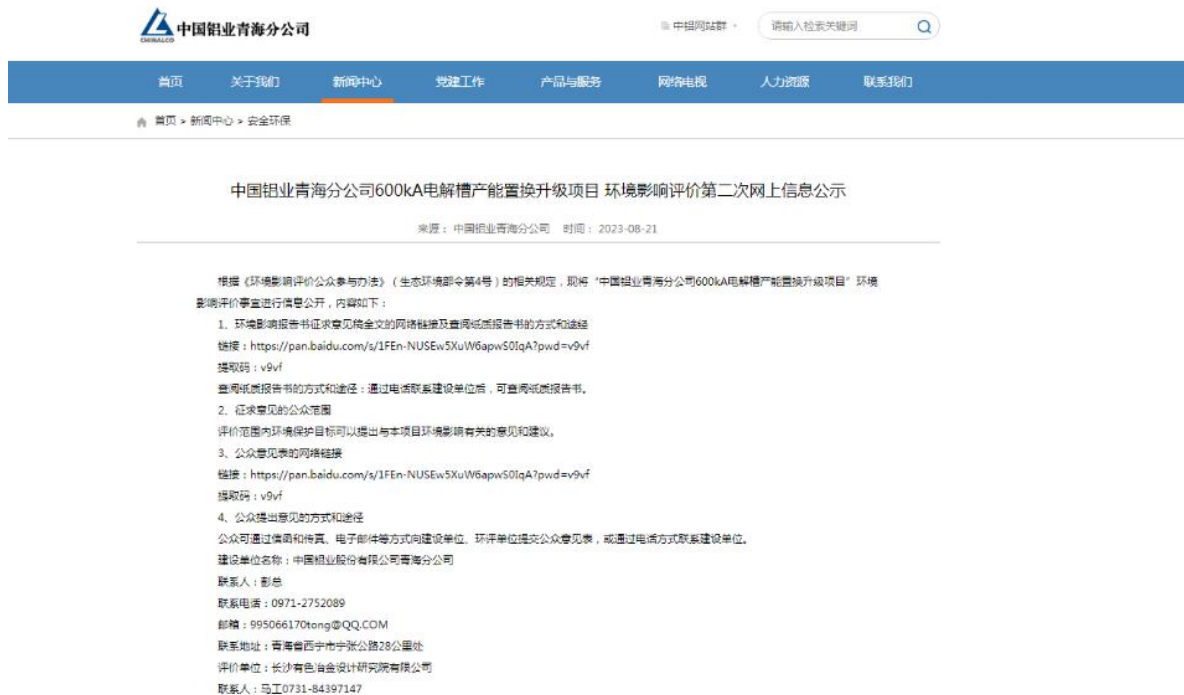 中国铝业青海分公司
CHINALCO
中铝网站群
请输入检索关键词
首页 关于我们 新闻中心 党建工作 产品与服务 网络电视 人力资源 联系我们
首页 > 新闻中心 > 安全环保
中国铝业青海分公司600kA电解槽产能置换升级项目 环境影响评价第二次网上信息公示
来源： 中国铝业青海分公司 时间： 2023-08-21
根据《环境影响评价公众参与办法》（生态环境部令第4号）的相关规定，现将“中国铝业青海分公司600kA电解槽产能置换升级项目”环境
影响评价事宜进行信息公开，内容如下：
1、环境影响报告书征求意见稿全文的网络链接及查阅纸质报告书的方式和途经
链接：https://pan.baidu.com/s/1FEn-NUSEw5XuW6apwS0IqA?pwd=v9vf
提取码：v9vf
查阅纸质报告书的方式和途径：通过电话联系建设单位后，可查阅纸质报告书。
2、征求意见的公众范围
评价范围内环境保护目标可以提出与本项目环境影响有关的意见和建议。
3、公众意见表的网络链接
链接：https://pan.baidu.com/s/1FEn-NUSEw5XuW6apwS0IqA?pwd=v9vf
提取码：v9vf
4、公众提出意见的方式和途径
公众可通过信函和传真、电子邮件等方式向建设单位、环评单位提交公众意见表，或通过电话方式联系建设单位。
建设单位名称：中国铝业股份有限公司青海分公司
联系人：彭总
联系电话：0971-2752089
邮箱：995066170tong@QQ.COM
联系地址：青海省西宁市宁张公路28公里处
评价单位：长沙有色冶金设计研究院有限公司
联系人：马工0731-84397147